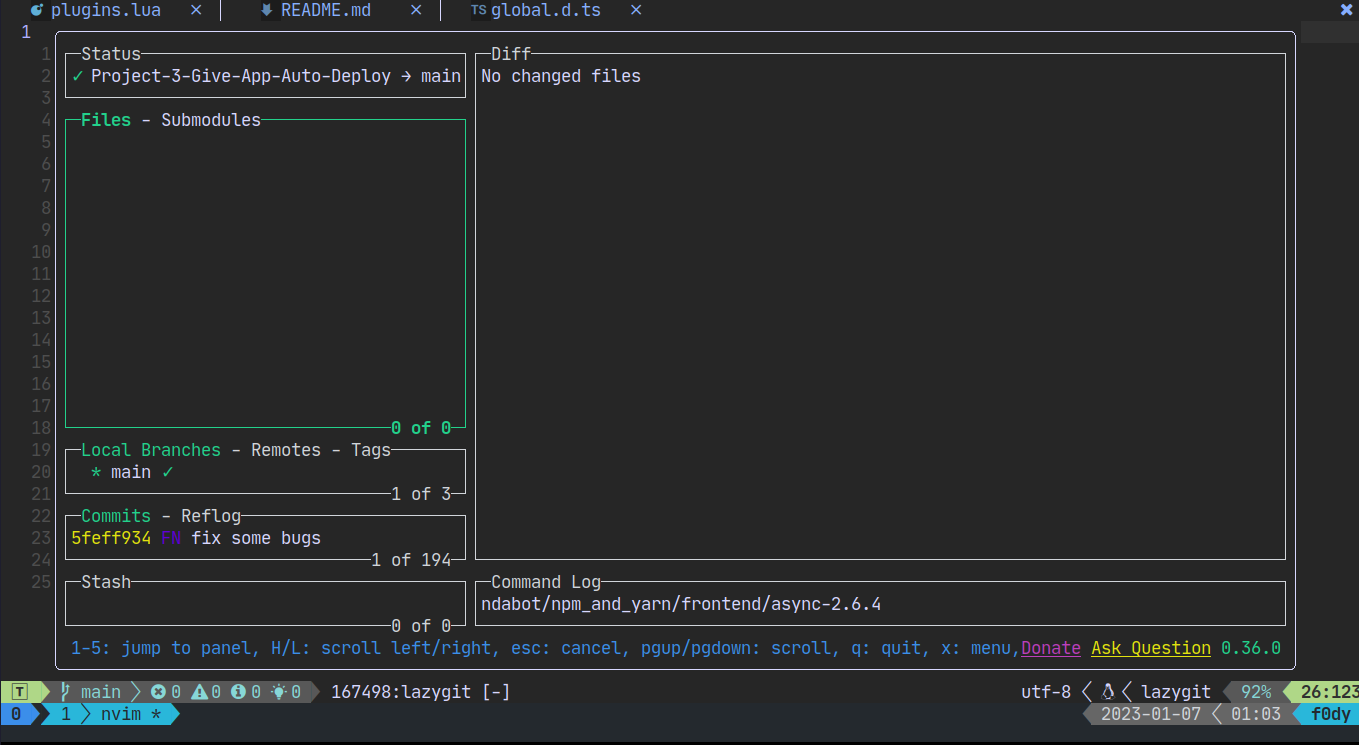 plugins.lua × README.md × TS global.d.ts ×
1
1 Status Diff
2 ✓ Project-3-Give-App-Auto-Deploy → main No changed files
3
4 Files - Submodules
5
6
7
8
9
10
11
12
13
14
15
16
17
18 0 of 0
19 Local Branches - Remotes - Tags
20 * main ✓
21 1 of 3
22 Commits - Reflog
23 5feff934 FN fix some bugs
24 1 of 194
25 Stash Command Log
ndabot/npm_and_yarn/frontend/async-2.6.4
0 of 0
1-5: jump to panel, H/L: scroll left/right, esc: cancel, pgup/pgdown: scroll, q: quit, x: menu,Donate Ask Question 0.36.0
T main 0 0 0 0 167498:lazygit [-] utf-8 lazygit 92% 26:123
0 1 nvim * 2023-01-07 01:03 f0dy